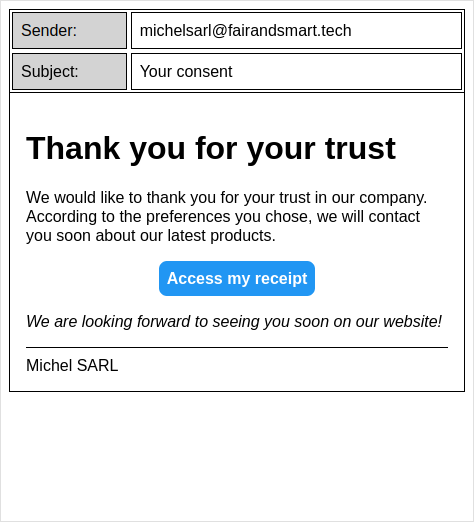 Sender: michelsarl@fairandsmart.tech
Subject: Your consent
Thank you for your trust
We would like to thank you for your trust in our company.
According to the preferences you chose, we will contact
you soon about our latest products.
Access my receipt
We are looking forward to seeing you soon on our website!
Michel SARL